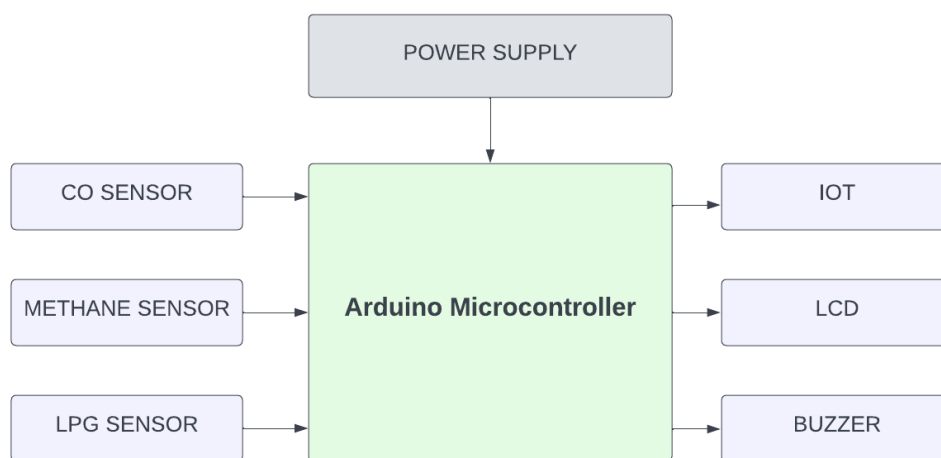 POWER SUPPLY
CO SENSOR
IOT
METHANE SENSOR
Arduino Microcontroller
LCD
LPG SENSOR
BUZZER